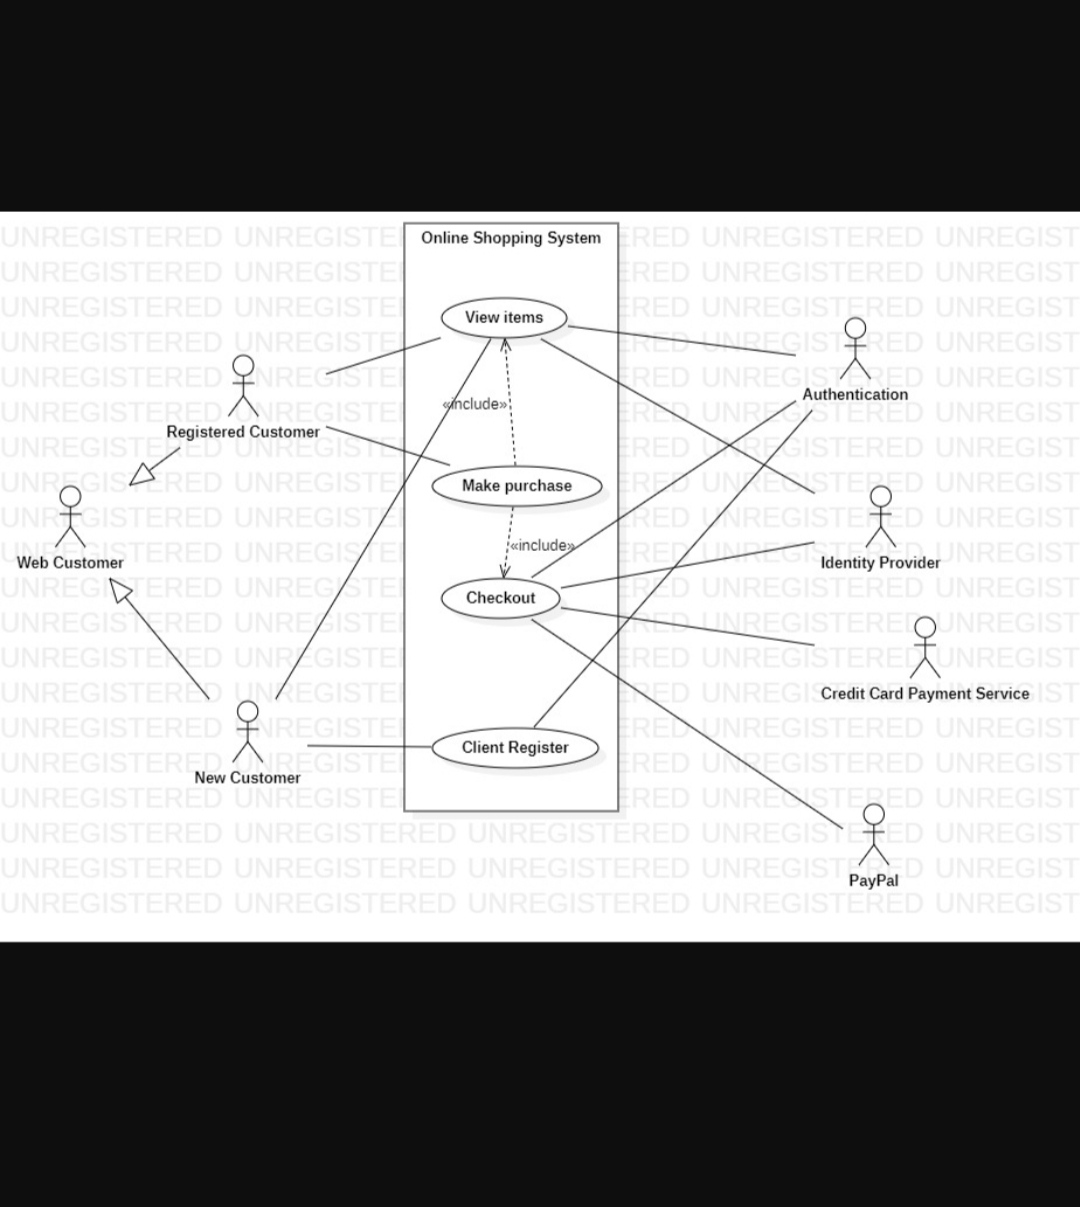 Online Shopping System
View items
Authentication
«include»
Registered Customer
Make purchase
«include»
Web Customer
Identity Provider
Checkout
Credit Card Payment Service
Client Register
New Customer
PayPal
UNREGISTERED UNREGISTERED UNREGISTERED UNREGISTERED UNREGIST